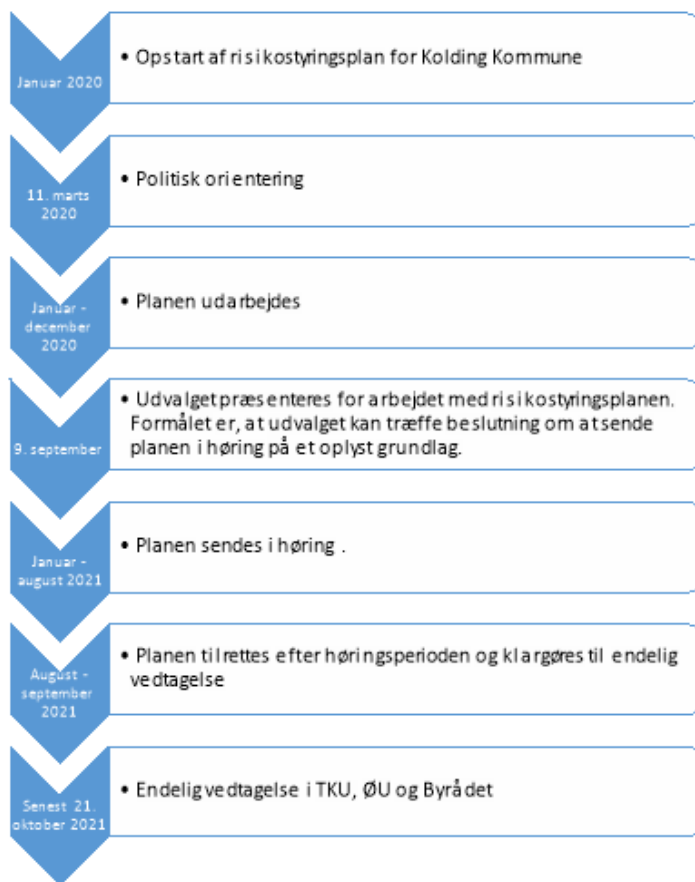 Januar 2020
• Opstart af risikostyringsplan for Kolding Kommune
11. marts
2020
• Politisk orientering
Januar -
december
2020
• Planen udarbejdes
9. september
• Udvalget præsenteres for arbejdet med risikostyringsplanen.
Formålet er, at udvalget kan træffe beslutning om at sende
planen i høring på et oplyst grundlag.
Januar -
august 2021
• Planen sendes i høring .
August -
september
2021
• Planen tilrettes efter høringsperioden og klargøres til endelig
vedtagelse
Senest 21.
oktober 2021
• Endelig vedtagelse i TKU, ØU og Byrådet